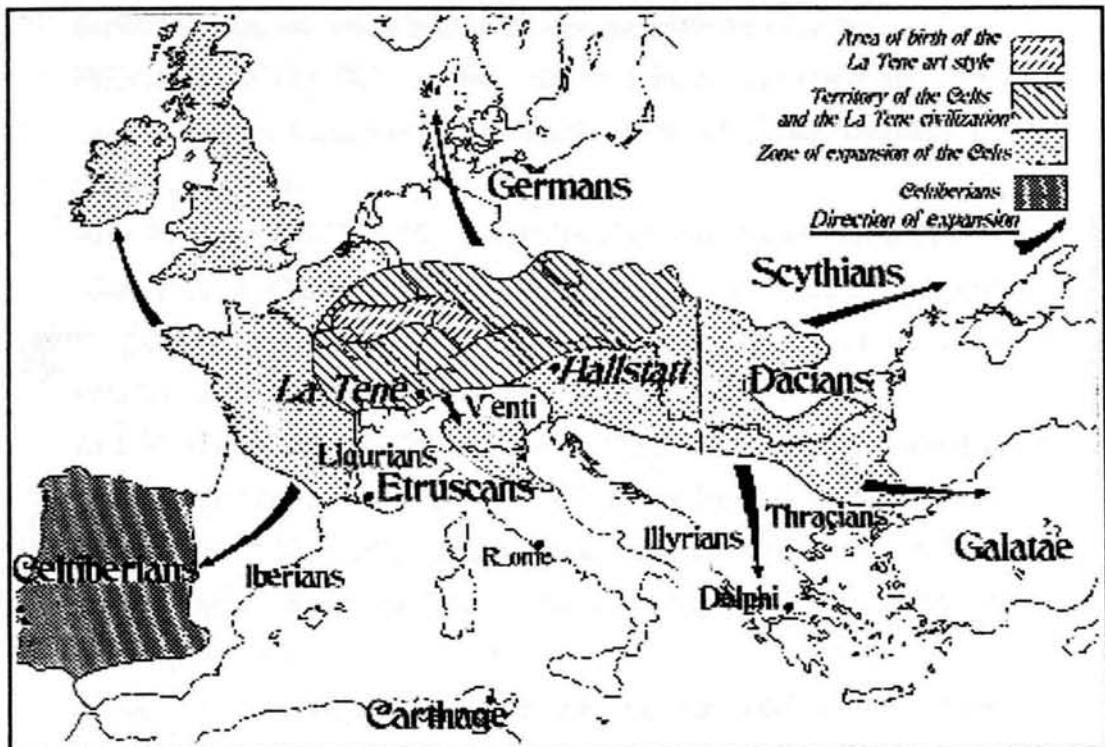 Area of birth of the
La Tene art style
Territory of the Celts
and the La Tene civilization
Zone of expansion of the Celts
Celtiberians
Direction of expansion
Germans
Scythians
La Tene
Hallstatt
Dacians
Venti
Liqurians
Etruscans
Rome
Illyrians
Thracians
Galatae
Celtiberians
Iberians
Delphi
Carthage